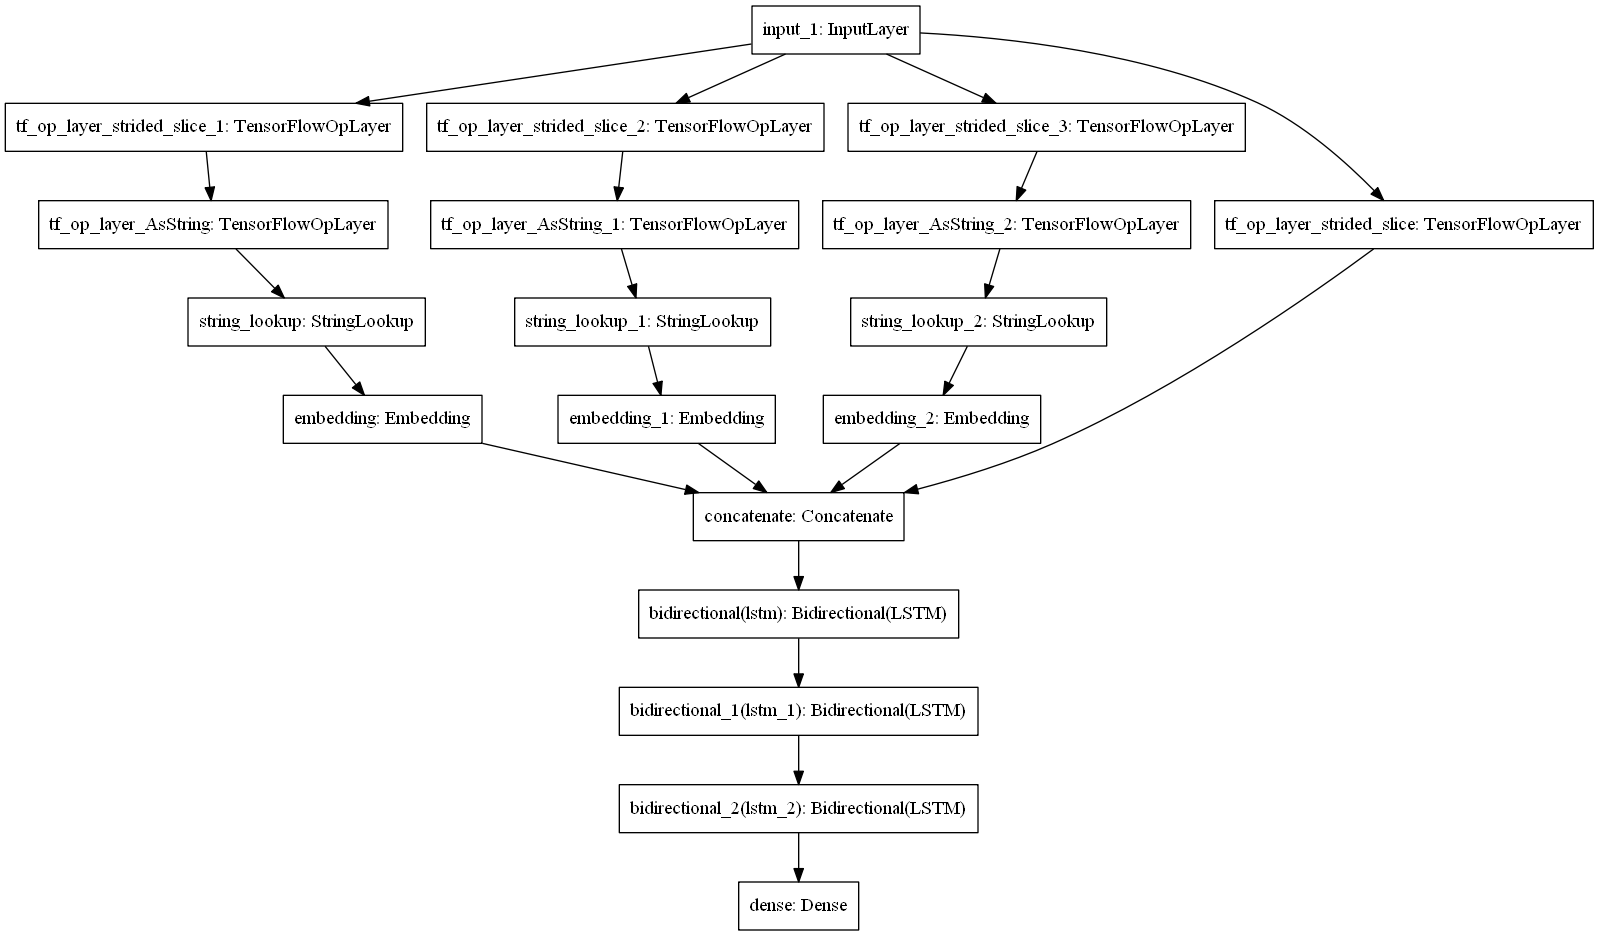 input_1: InputLayer
tf_op_layer_strided_slice_1: TensorFlowOpLayer
tf_op_layer_strided_slice_2: TensorFlowOpLayer
tf_op_layer_strided_slice_3: TensorFlowOpLayer
tf_op_layer_AsString: TensorFlowOpLayer
tf_op_layer_AsString_1: TensorFlowOpLayer
tf_op_layer_AsString_2: TensorFlowOpLayer
tf_op_layer_strided_slice: TensorFlowOpLayer
string_lookup: StringLookup
string_lookup_1: StringLookup
string_lookup_2: StringLookup
embedding: Embedding
embedding_1: Embedding
embedding_2: Embedding
concatenate: Concatenate
bidirectional(lstm): Bidirectional(LSTM)
bidirectional_1(lstm_1): Bidirectional(LSTM)
bidirectional_2(lstm_2): Bidirectional(LSTM)
dense: Dense